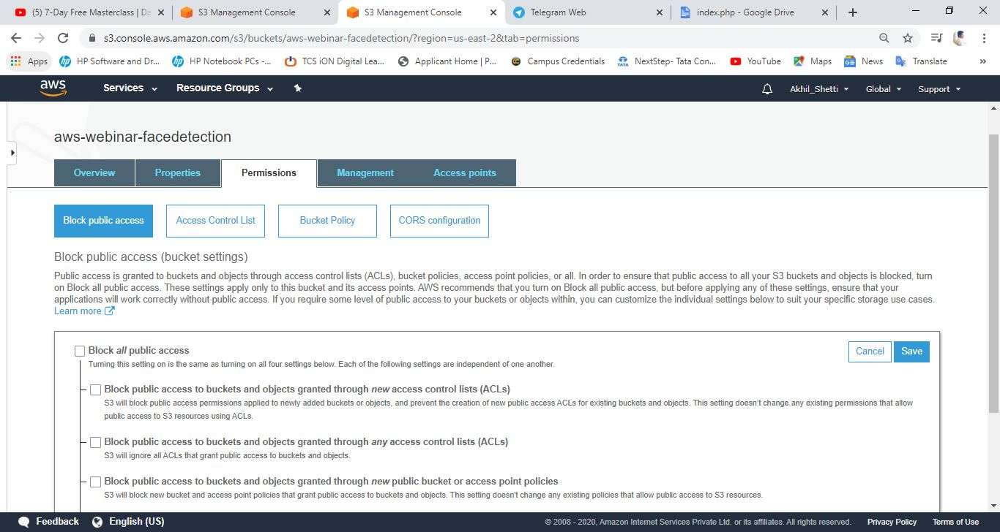 (5) 7-Day Free Masterclass | Da
S3 Management Console
S3 Management Console
Telegram Web
index.php - Google Drive
s3.console.aws.amazon.com/s3/buckets/aws-webinar-facedetection/?region=us-east-2&tab=permissions
Apps
HP Software and Dr...
HP Notebook PCs -...
TCS iON Digital Lea...
Applicant Home | P...
Campus Credentials
NextStep- Tata Con...
YouTube
Maps
News
Translate
aws
Services
Resource Groups
Akhil_Shetti
Global
Support
aws-webinar-facedetection
Overview
Properties
Permissions
Management
Access points
Block public access
Access Control List
Bucket Policy
CORS configuration
Block public access (bucket settings)
Public access is granted to buckets and objects through access control lists (ACLs), bucket policies, access point policies, or all. In order to ensure that public access to all your S3 buckets and objects is blocked, turn
on Block all public access. These settings apply only to this bucket and its access points. AWS recommends that you turn on Block all public access, but before applying any of these settings, ensure that your
applications will work correctly without public access. If you require some level of public access to your buckets or objects within, you can customize the individual settings below to suit your specific storage use cases.
Learn more
Block all public access
Cancel
Save
Turning this setting on is the same as turning on all four settings below. Each of the following settings are independent of one another.
Block public access to buckets and objects granted through new access control lists (ACLs)
S3 will block public access permissions applied to newly added buckets or objects, and prevent the creation of new public access ACLs for existing buckets and objects. This setting doesn't change any existing permissions that allow
public access to S3 resources using ACLs.
Block public access to buckets and objects granted through any access control lists (ACLs)
S3 will ignore all ACLs that grant public access to buckets and objects.
Block public access to buckets and objects granted through new public bucket or access point policies
S3 will block new bucket and access point policies that grant public access to buckets and objects. This setting doesn't change any existing policies that allow public access to S3 resources.
Feedback
English (US)
© 2008 - 2020, Amazon Internet Services Private Ltd. or its affiliates. All rights reserved.
Privacy Policy
Terms of Use